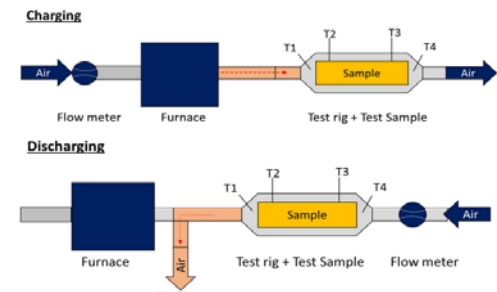 Charging
T1 T2 T3 T4
Air Sample Air
Flow meter Furnace Test rig + Test Sample
Discharging
T1 T2 T3 T4
Sample Air
Air
Furnace Test rig + Test Sample Flow meter